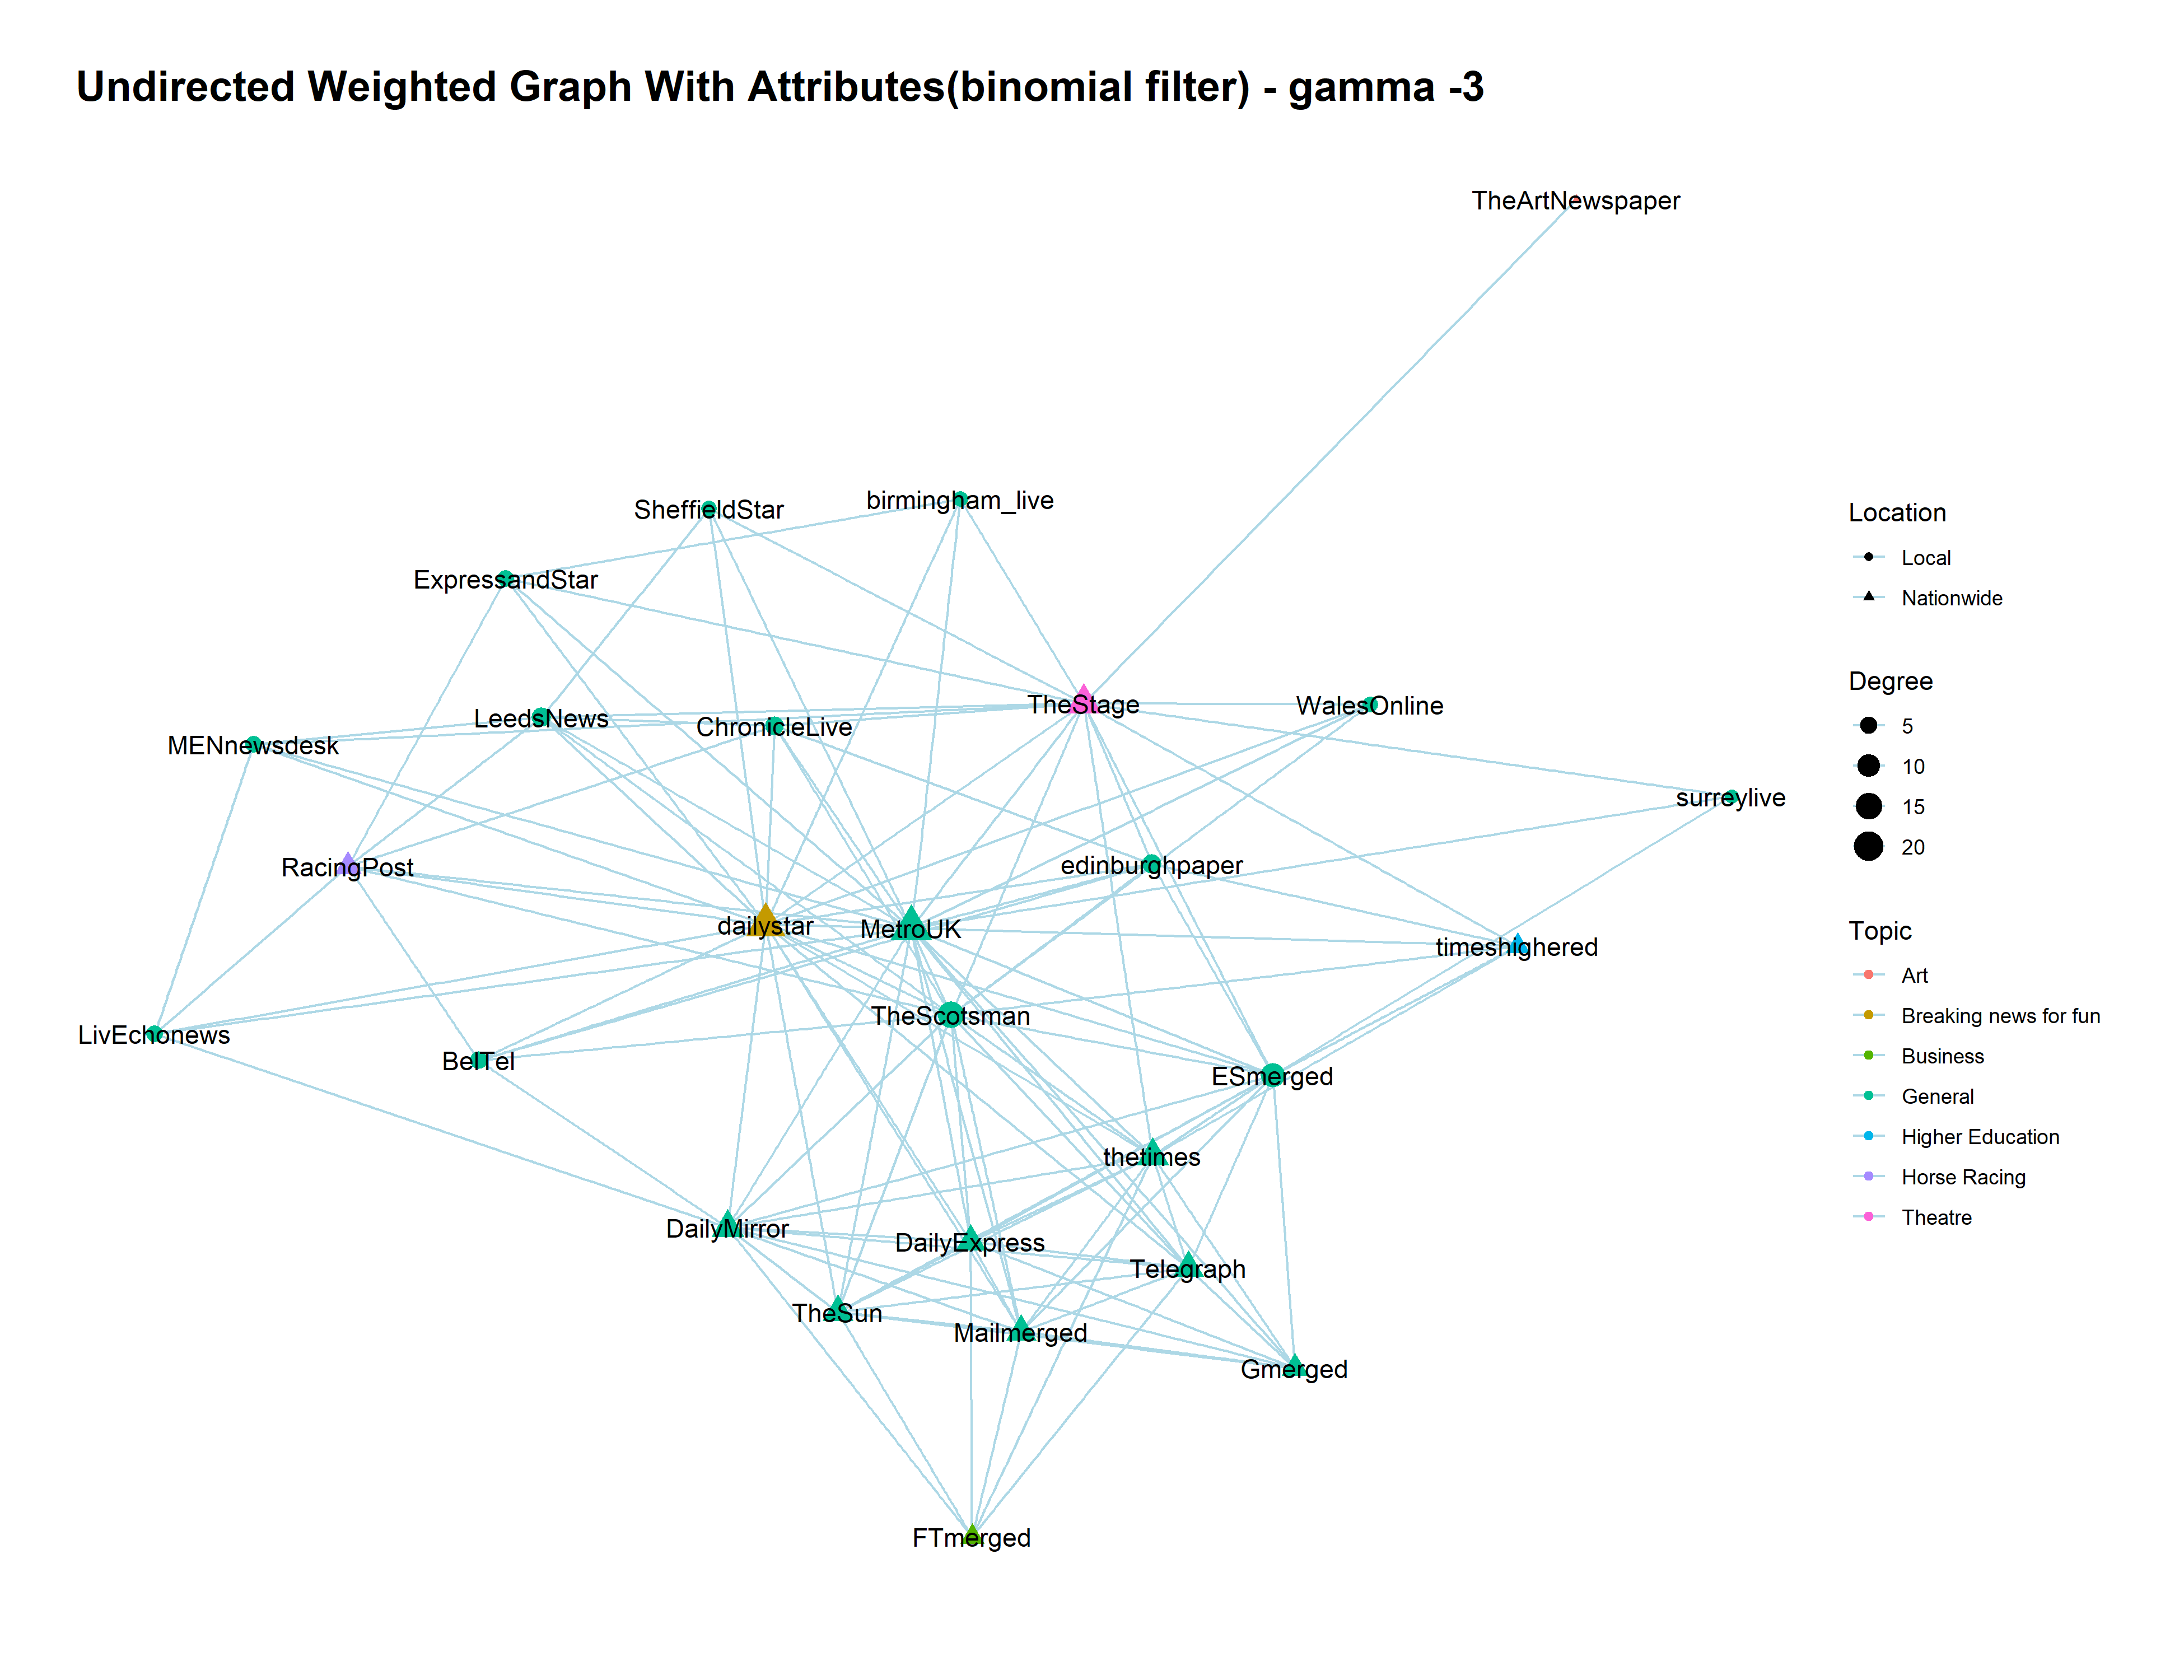 Undirected Weighted Graph With Attributes(binomial filter) - gamma -3
TheArtNewspaper
SheffieldStar
birmingham_live
ExpressandStar
TheStage
WalesOnline
LeedsNews
ChronicleLive
MENnewsdesk
surreylive
RacingPost
edinburghpaper
dailystar
MetroUK
timeshighered
TheScotsman
LivEchonews
BelTel
ESmerged
thetimes
DailyMirror
DailyExpress
Telegraph
TheSun
Mailmerged
Gmerged
FTmerged
Location
Local
Nationwide
Degree
5
10
15
20
Topic
Art
Breaking news for fun
Business
General
Higher Education
Horse Racing
Theatre